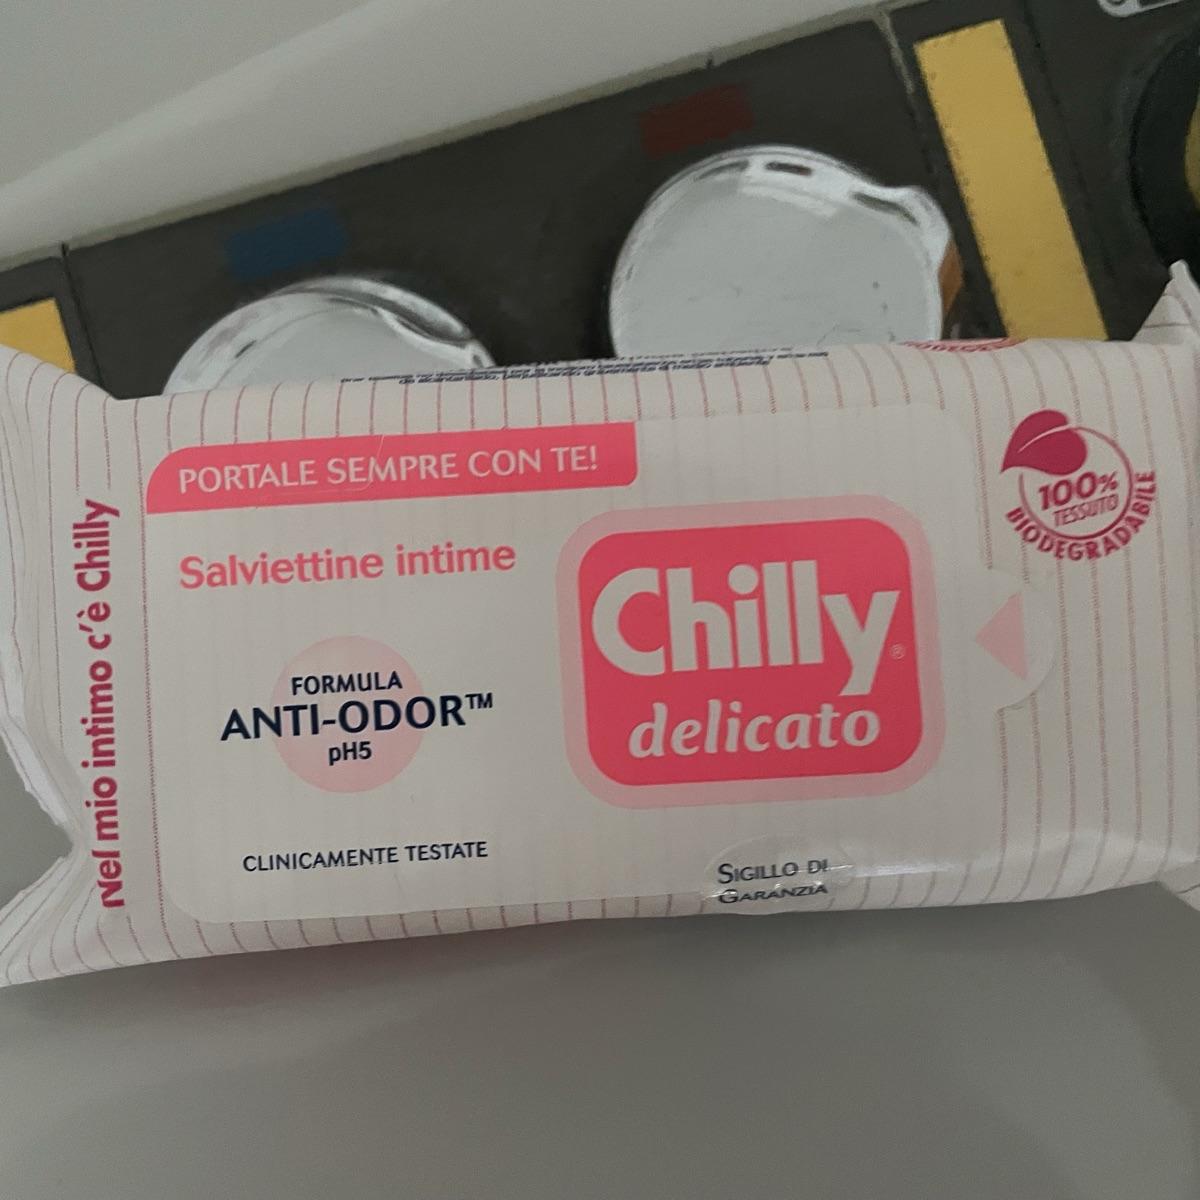 PORTALE SEMPRE CON TE!
Salviettine intime
FORMULA
ANTI-ODOR™
pH5
CLINICAMENTE TESTATE
Chilly®
delicato
SIGILLO DI
GARANZIA
100%
TESSUTO
BIODEGRADABILE
Nel mio intimo c'è Chilly